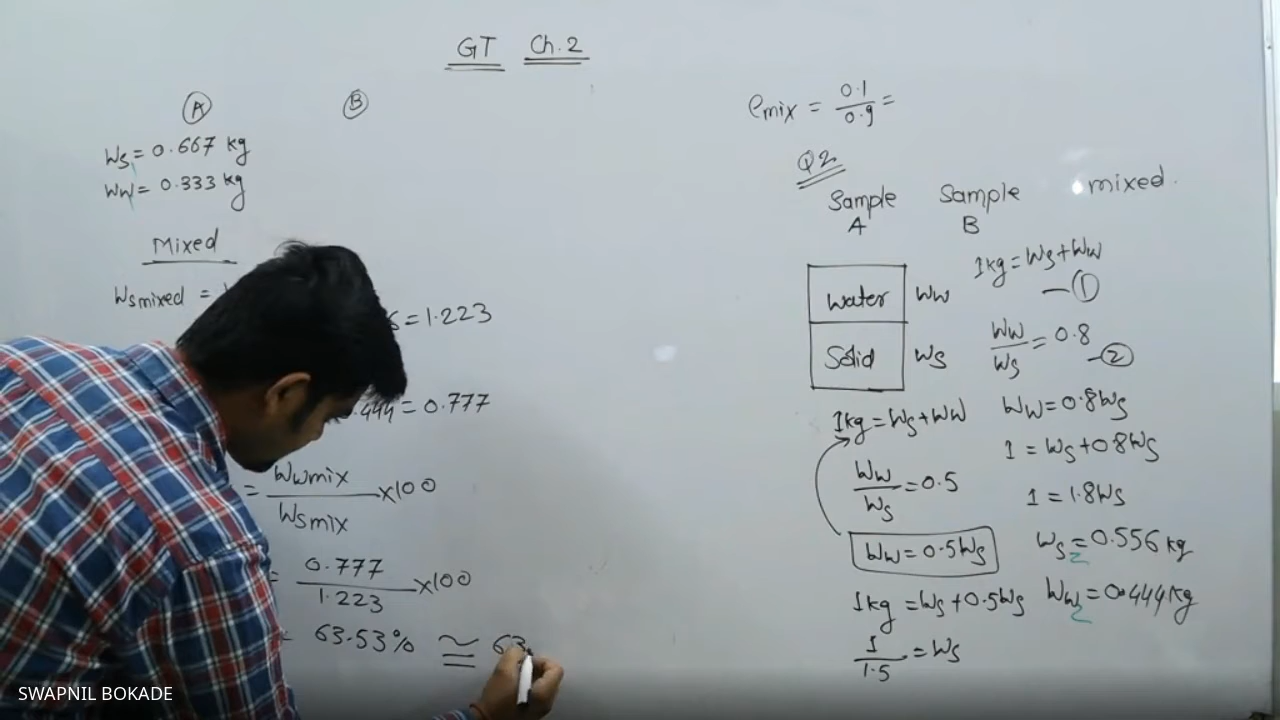 GT Ch.2
A B
Ws = 0.667 kg
Ww = 0.333 kg
Mixed
Wsmixed =
= 1.223
.444 = 0.777
= Wwmix / Wsmix × 100
= 0.777 / 1.223 × 100
= 63.53% ≅ 63
emix = 0.1 / 0.9 =
Q2
Sample A Sample B mixed.
water Ww
Solid Ws
1kg = Ws + Ww
Ww / Ws = 0.5
Ww = 0.5Ws
1kg = Ws + 0.5Ws
1 / 1.5 = Ws
1kg = Ws + Ww
— 1
Ww / Ws = 0.8 — 2
Ww = 0.8Ws
1 = Ws + 0.8Ws
1 = 1.8Ws
Ws2 = 0.556 kg
Ww2 = 0.444 kg
SWAPNIL BOKADE